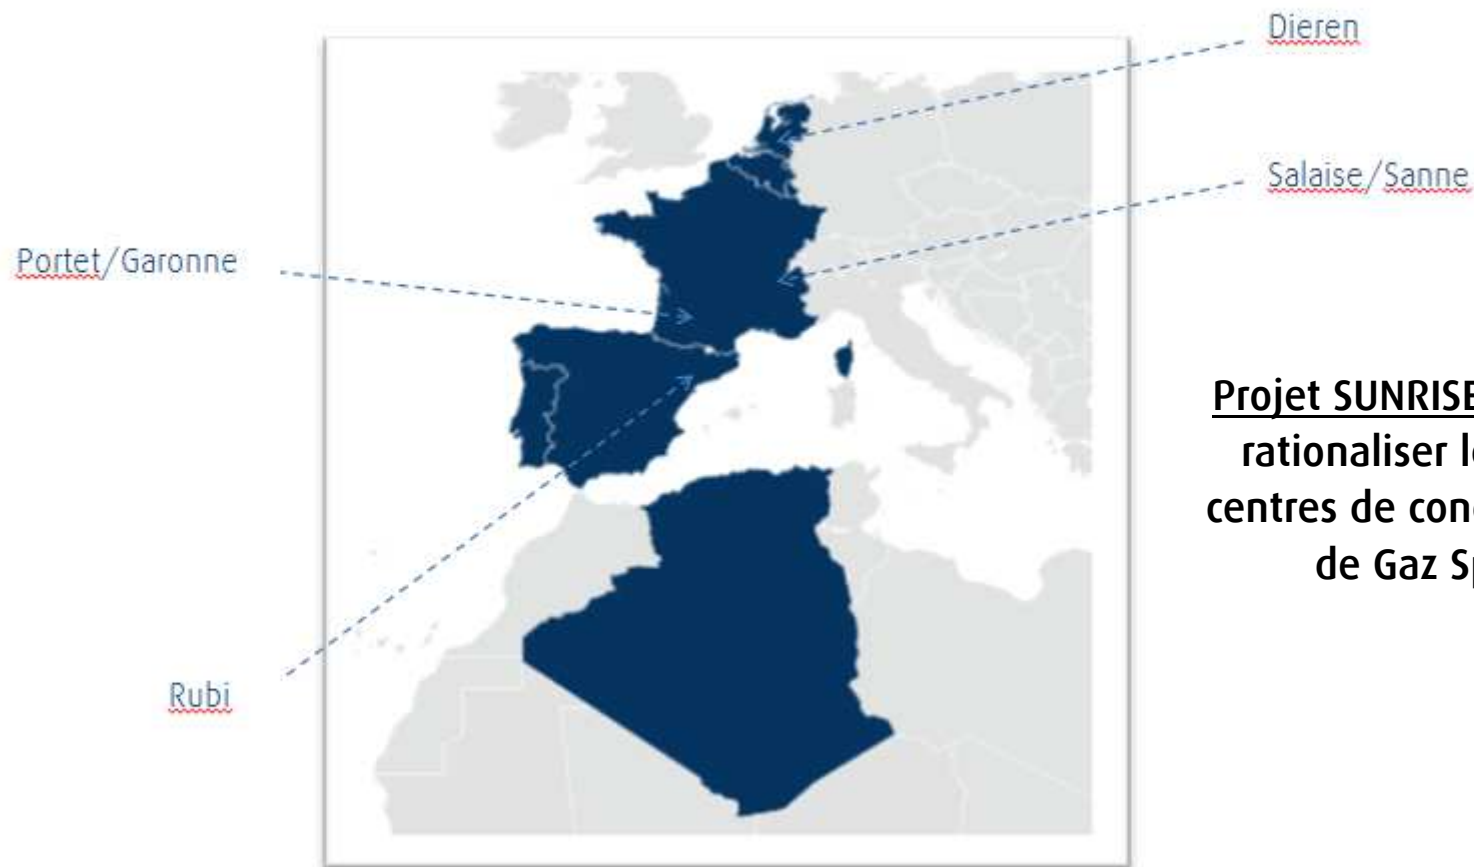 Dieren
Salaise/Sanne
Portet/Garonne
Rubi
Projet SUNRISE
rationaliser
centres de
de Gaz